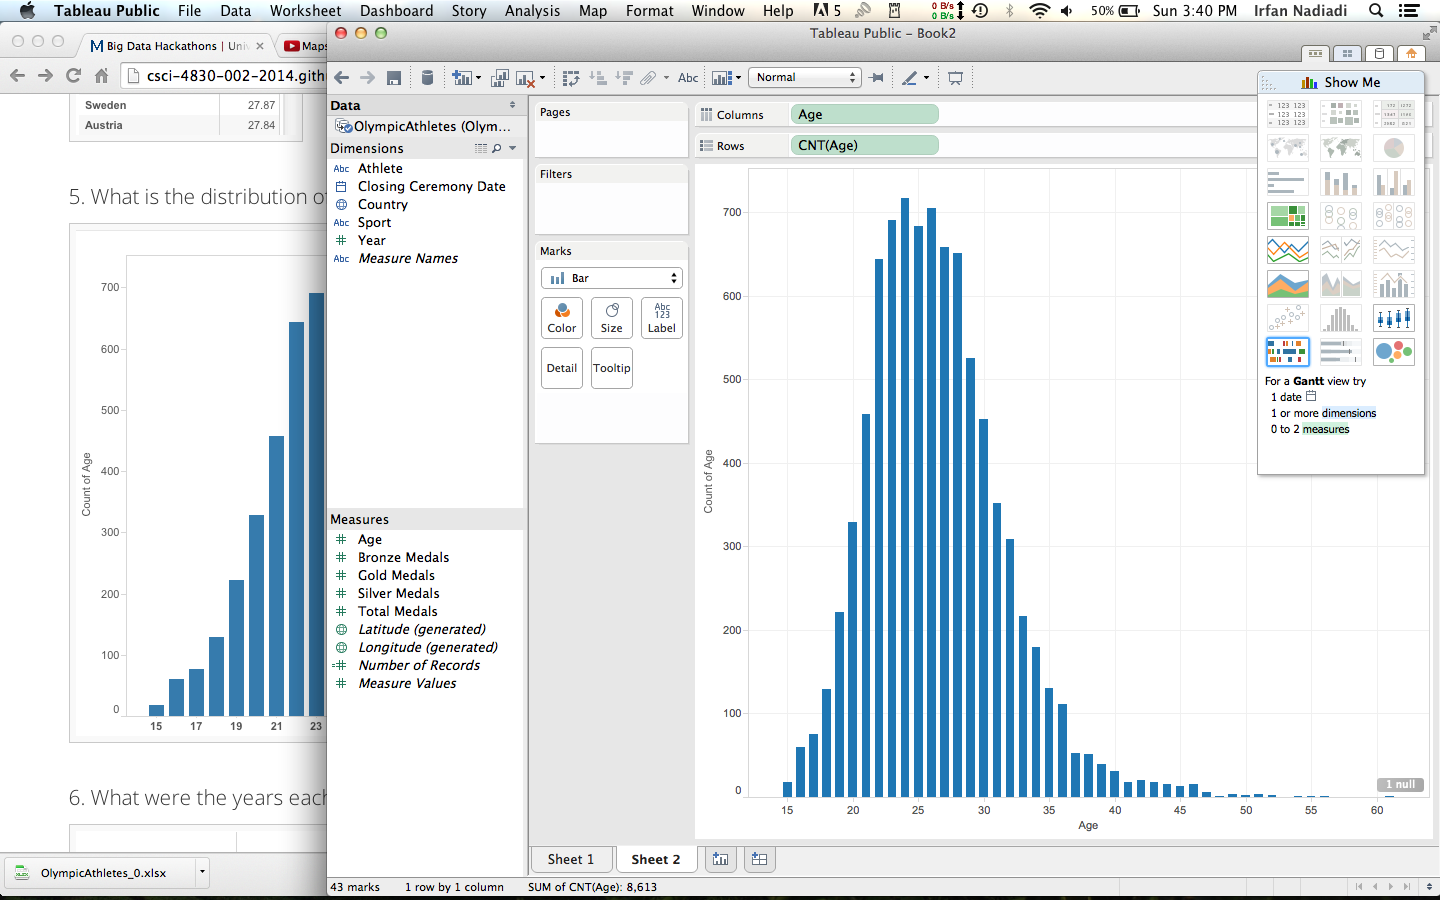 Tableau Public File Data Worksheet Dashboard Story Analysis Map Format Window Help 5 0 B/s 0 B/s 50% Sun 3:40 PM Irfan Nadiadi
Big Data Hackathons | Univ Maps
csci-4830-002-2014.gith
Sweden 27.87
Austria 27.84
5. What is the distribution of
700
600
500
400
300
200
100
0
Count of Age
15 17 19 21 23
6. What were the years each
OlympicAthletes_0.xlsx
Tableau Public - Book2
Abc Normal
Data
OlympicAthletes (Olym...
Dimensions
Abc Athlete
Closing Ceremony Date
Country
Abc Sport
Year
Abc Measure Names
Measures
Age
Bronze Medals
Gold Medals
Silver Medals
Total Medals
Latitude (generated)
Longitude (generated)
Number of Records
Measure Values
Pages
Filters
Marks
Bar
Abc
123
Color Size Label
Detail Tooltip
Columns Age
Rows CNT(Age)
700
600
500
400
300
200
100
0
Count of Age
15 20 25 30 35 40 45 50 55 60
Age
1 null
Show Me
For a Gantt view try
1 date
1 or more dimensions
0 to 2 measures
Sheet 1 Sheet 2
43 marks 1 row by 1 column SUM of CNT(Age): 8,613